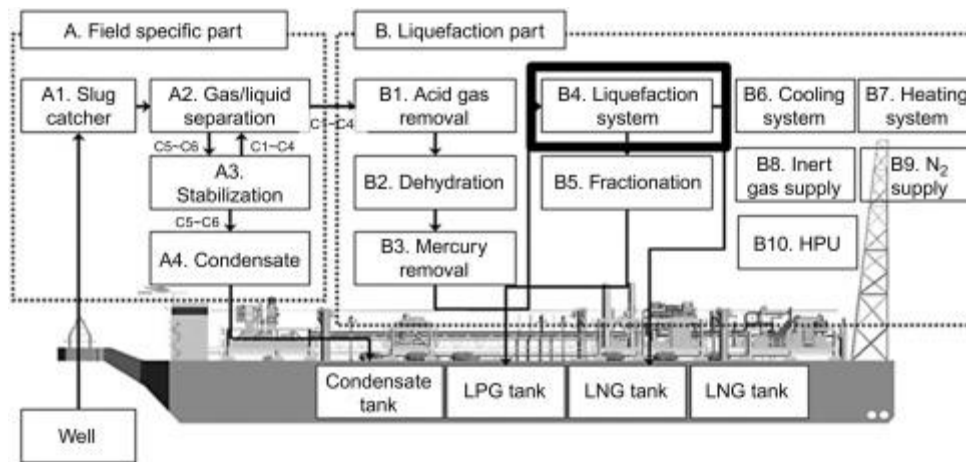 A. Field specific part
B. Liquefaction part
A1. Slug
catcher
A2. Gas/liquid
separation
C1~C4
C5~C6
C1~C4
A3.
Stabilization
C5~C6
A4. Condensate
B1. Acid gas
removal
B2. Dehydration
B3. Mercury
removal
B4. Liquefaction
system
B5. Fractionation
B6. Cooling
system
B7. Heating
system
B8. Inert
gas supply
B9. N₂
supply
B10. HPU
Condensate
tank
LPG tank
LNG tank
LNG tank
Well